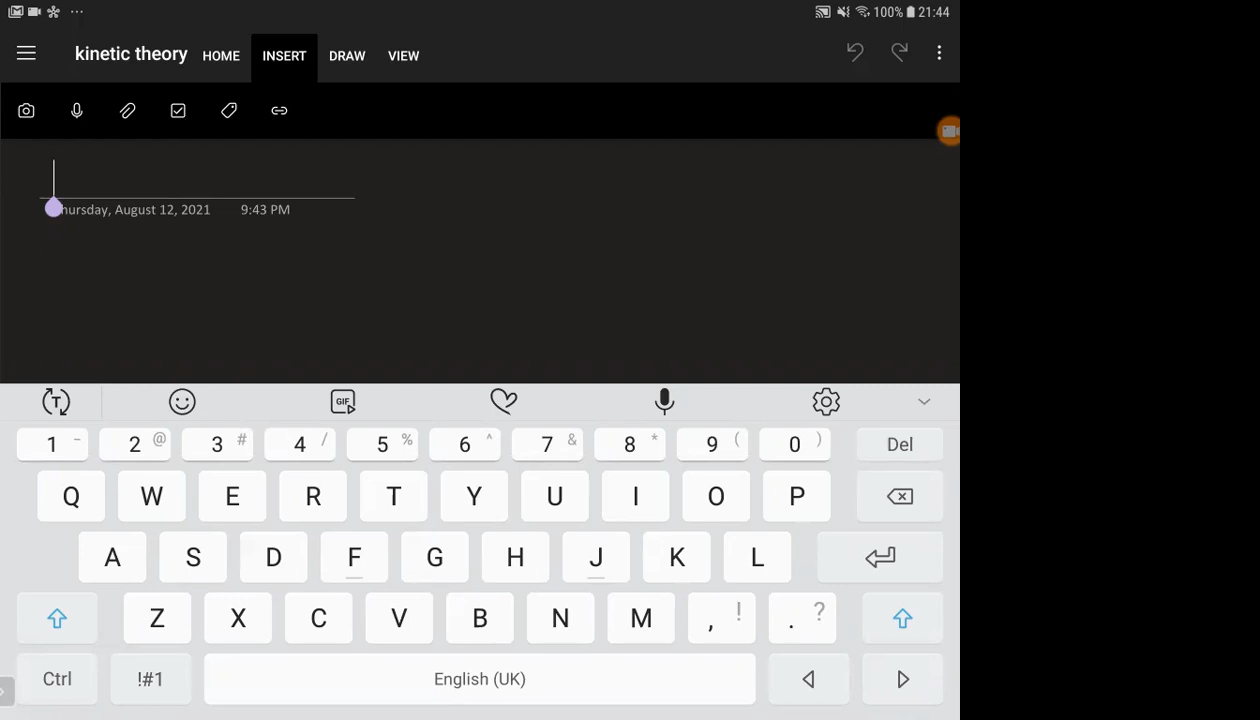 100% 21:44
kinetic theory HOME INSERT DRAW VIEW
hursday, August 12, 2021 9:43 PM
T GIF
1 - 2 @ 3 # 4 / 5 % 6 ^ 7 & 8 * 9 ( 0 ) Del
Q W E R T Y U I O P
A S D F G H J K L
Z X C V B N M , ! . ?
Ctrl !#1 English (UK)